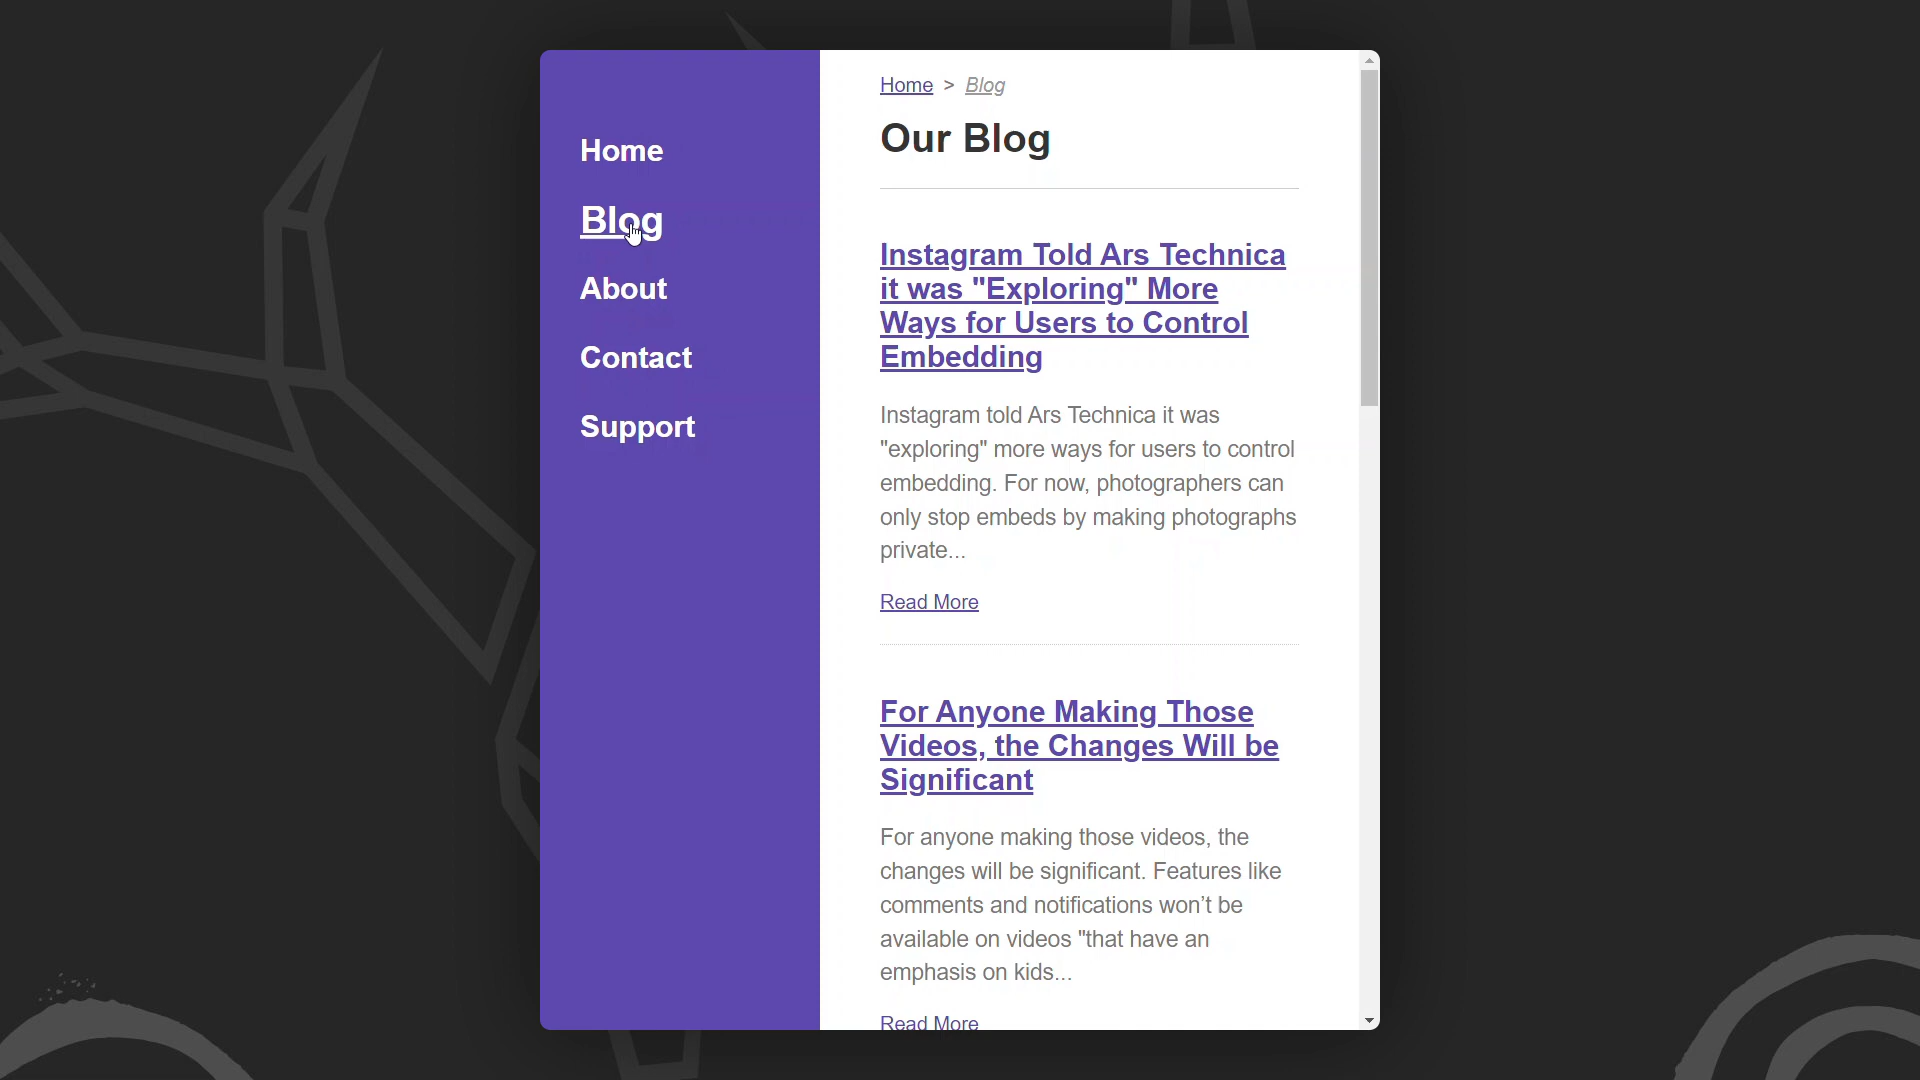 Home
Blog
About
Contact
Support
Home > Blog
Our Blog
Instagram Told Ars Technica
it was "Exploring" More
Ways for Users to Control
Embedding
Instagram told Ars Technica it was
"exploring" more ways for users to control
embedding. For now, photographers can
only stop embeds by making photographs
private...
Read More
For Anyone Making Those
Videos, the Changes Will be
Significant
For anyone making those videos, the
changes will be significant. Features like
comments and notifications won’t be
available on videos "that have an
emphasis on kids...
Read More